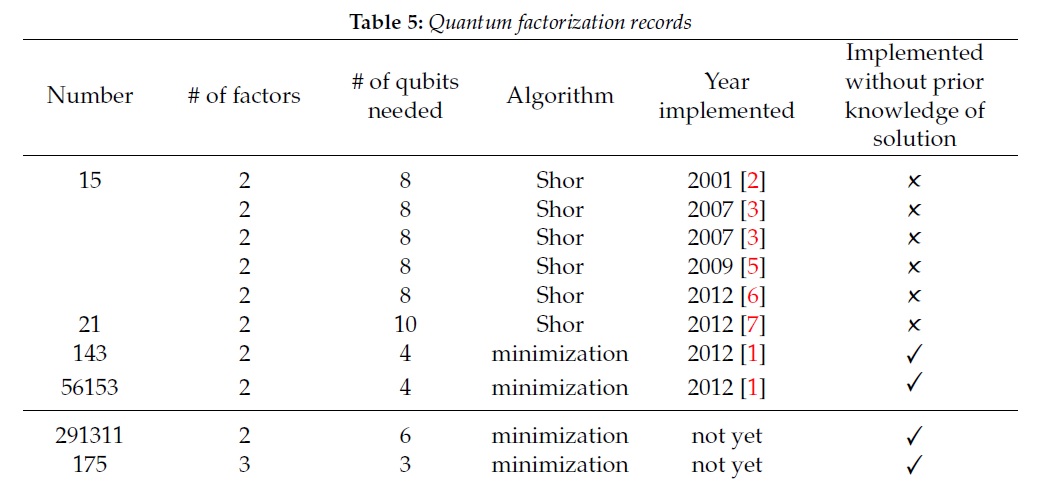 Table 5: Quantum factorization records
Implemented
# of qubits Year without prior
Number # of factors needed Algorithm implemented knowledge of
solution
15 2 8 Shor 2001 [2] ✗
2 8 Shor 2007 [3] ✗
2 8 Shor 2007 [3] ✗
2 8 Shor 2009 [5] ✗
2 8 Shor 2012 [6] ✗
21 2 10 Shor 2012 [7] ✗
143 2 4 minimization 2012 [1] ✓
56153 2 4 minimization 2012 [1] ✓
291311 2 6 minimization not yet ✓
175 3 3 minimization not yet ✓